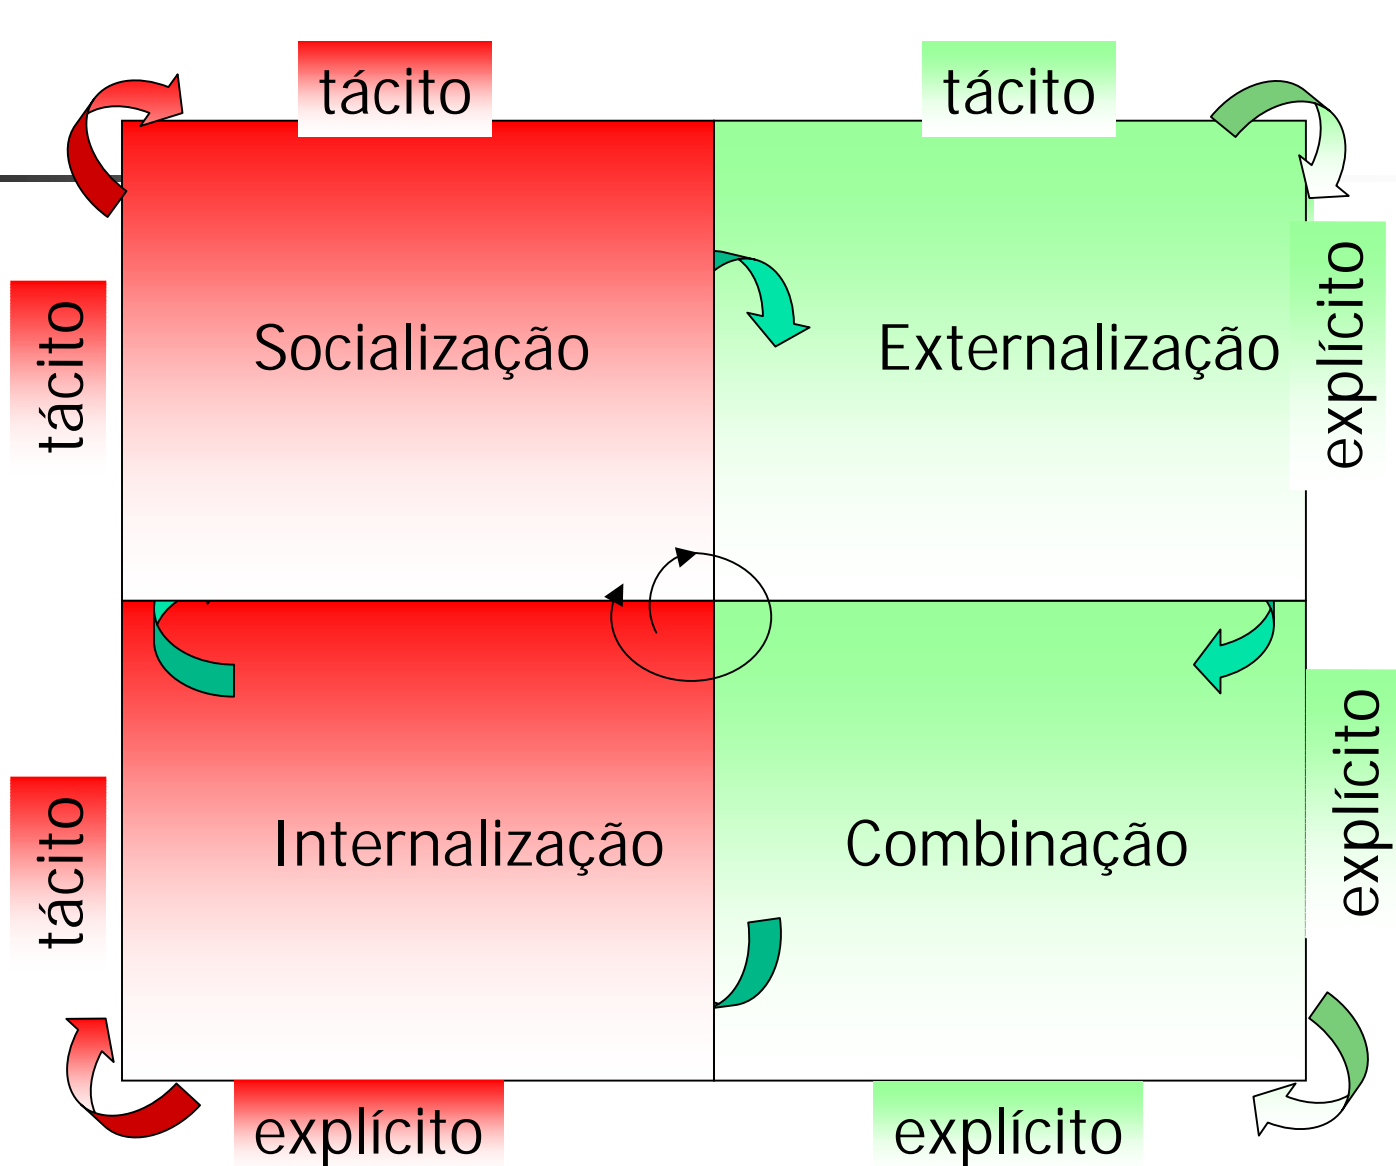 tácito
tácito
tácito
explícito
Socialização
Externalização
tácito
explícito
Internalização
Combinação
explícito
explícito